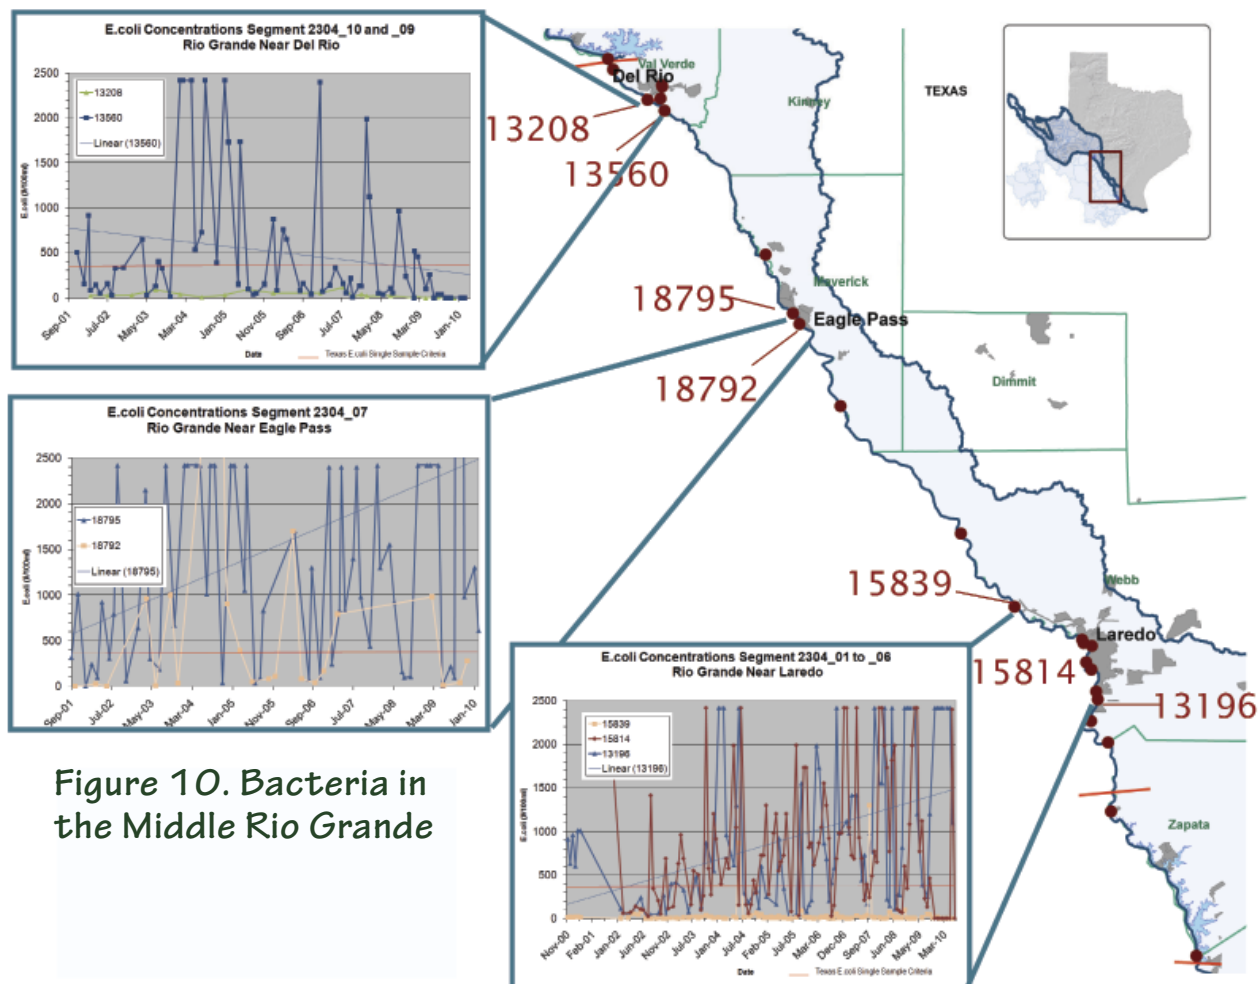 E.coli Concentrations Segment 2304_10 and _09
Rio Grande Near Del Rio
E.coli (#/100ml)
2500
2000
1500
1000
500
0
13208
13560
Linear (13560)
Sep-01
Jul-02
May-03
Mar-04
Jan-05
Nov-05
Sep-06
Jul-07
May-08
Mar-09
Jan-10
Date
Texas E.coli Single Sample Criteria
E.coli Concentrations Segment 2304_07
Rio Grande Near Eagle Pass
E.coli (#/100ml)
2500
2000
1500
1000
500
0
18795
18792
Linear (18795)
Sep-01
Jul-02
May-03
Mar-04
Jan-05
Nov-05
Sep-06
Jul-07
May-08
Mar-09
Jan-10
E.coli Concentrations Segment 2304_01 to _06
Rio Grande Near Laredo
E.coli (#/100ml)
2500
2000
1500
1000
500
0
15839
15814
13196
Linear (13196)
Nov-00
Feb-01
Jan-02
Jun-02
Nov-02
Jul-03
Jan-04
Jul-04
Feb-05
Jul-05
Mar-06
Dec-06
Sep-07
Jun-08
May-09
Mar-10
Date
Texas E.coli Single Sample Criteria
Val Verde
Del Rio
Kinney
TEXAS
13208
13560
18795
Maverick
Eagle Pass
18792
Dimmit
15839
Webb
Laredo
15814
13196
Zapata
Figure 10. Bacteria in
the Middle Rio Grande